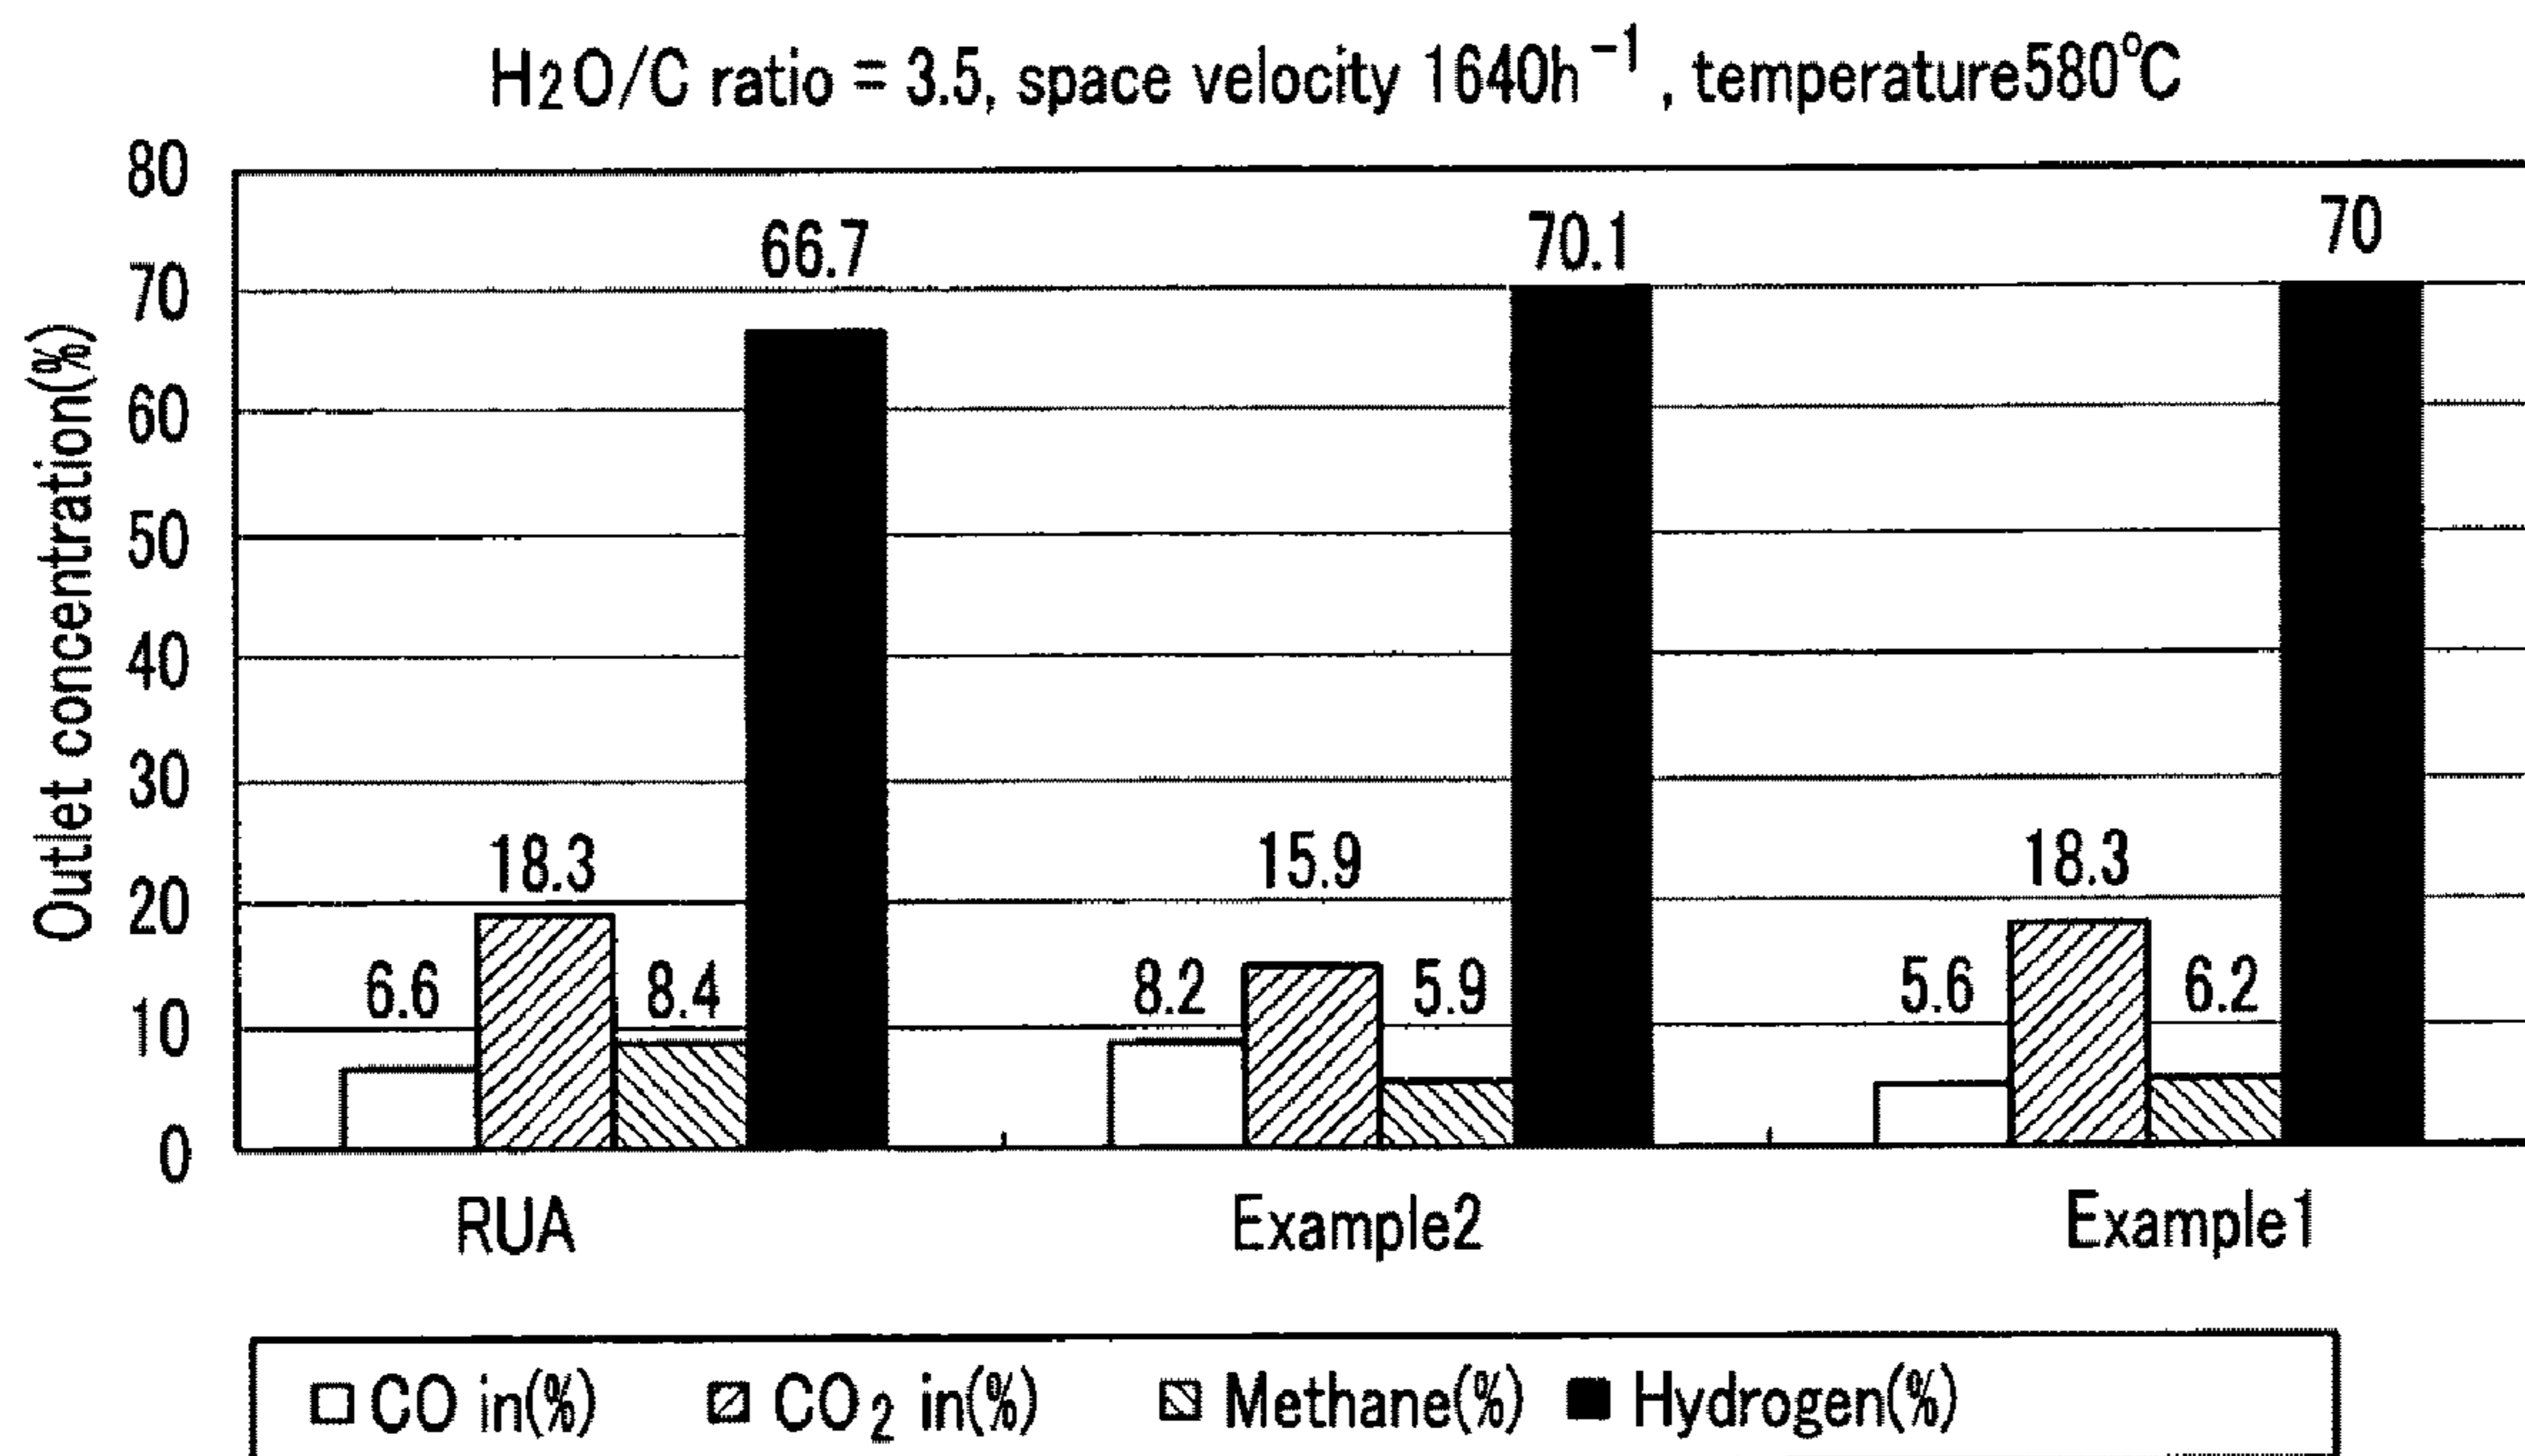 H2O/C ratio = 3.5, space velocity 1640h⁻¹ , temperature580℃
Outlet concentration(%)
80
70
60
50
40
30
20
10
0
66.7
70.1
70
18.3
15.9
18.3
6.6
8.4
8.2
5.9
5.6
6.2
RUA
Example2
Example1
CO in(%)
CO2 in(%)
Methane(%)
Hydrogen(%)